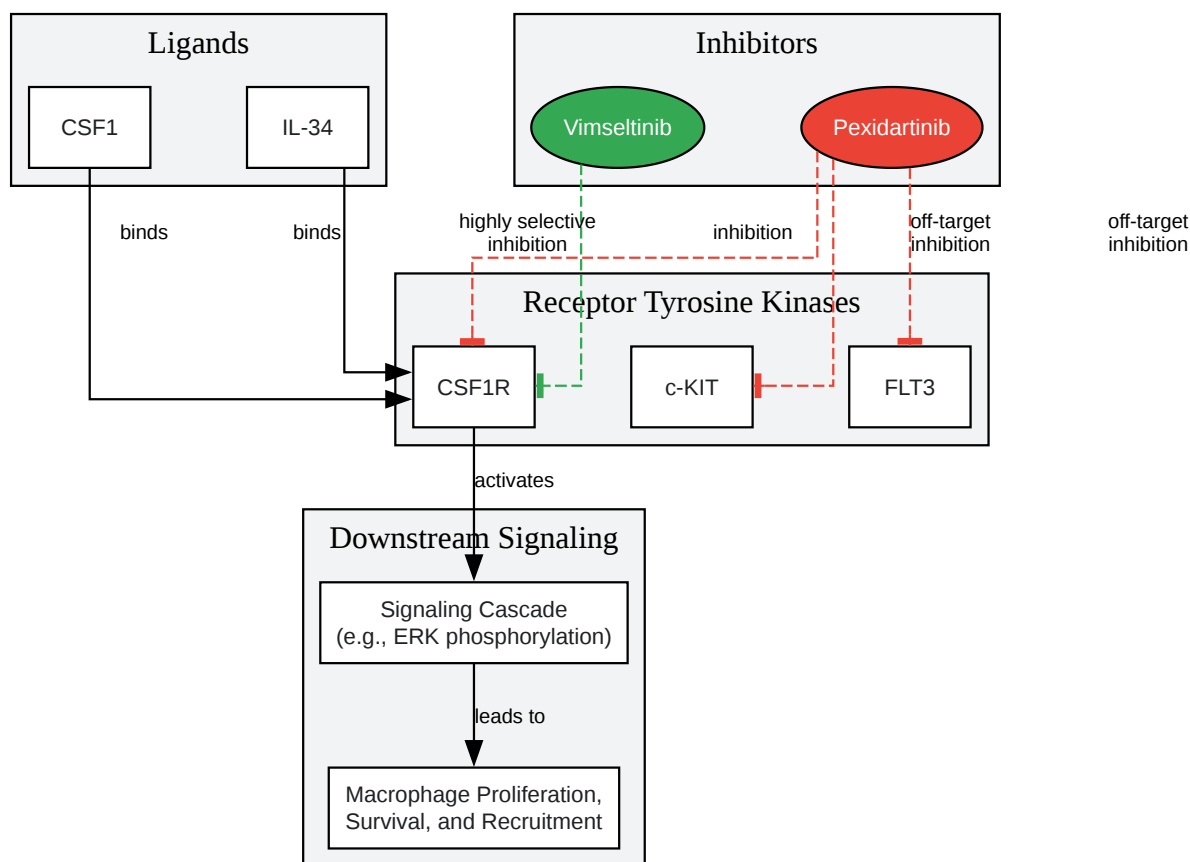 Ligands
Inhibitors
CSF1
IL-34
Vimseltinib
Pexidartinib
binds
binds
highly selective
inhibition
inhibition
off-target
inhibition
off-target
inhibition
Receptor Tyrosine Kinases
CSF1R
c-KIT
FLT3
activates
Downstream Signaling
Signaling Cascade
(e.g., ERK phosphorylation)
leads to
Macrophage Proliferation,
Survival, and Recruitment